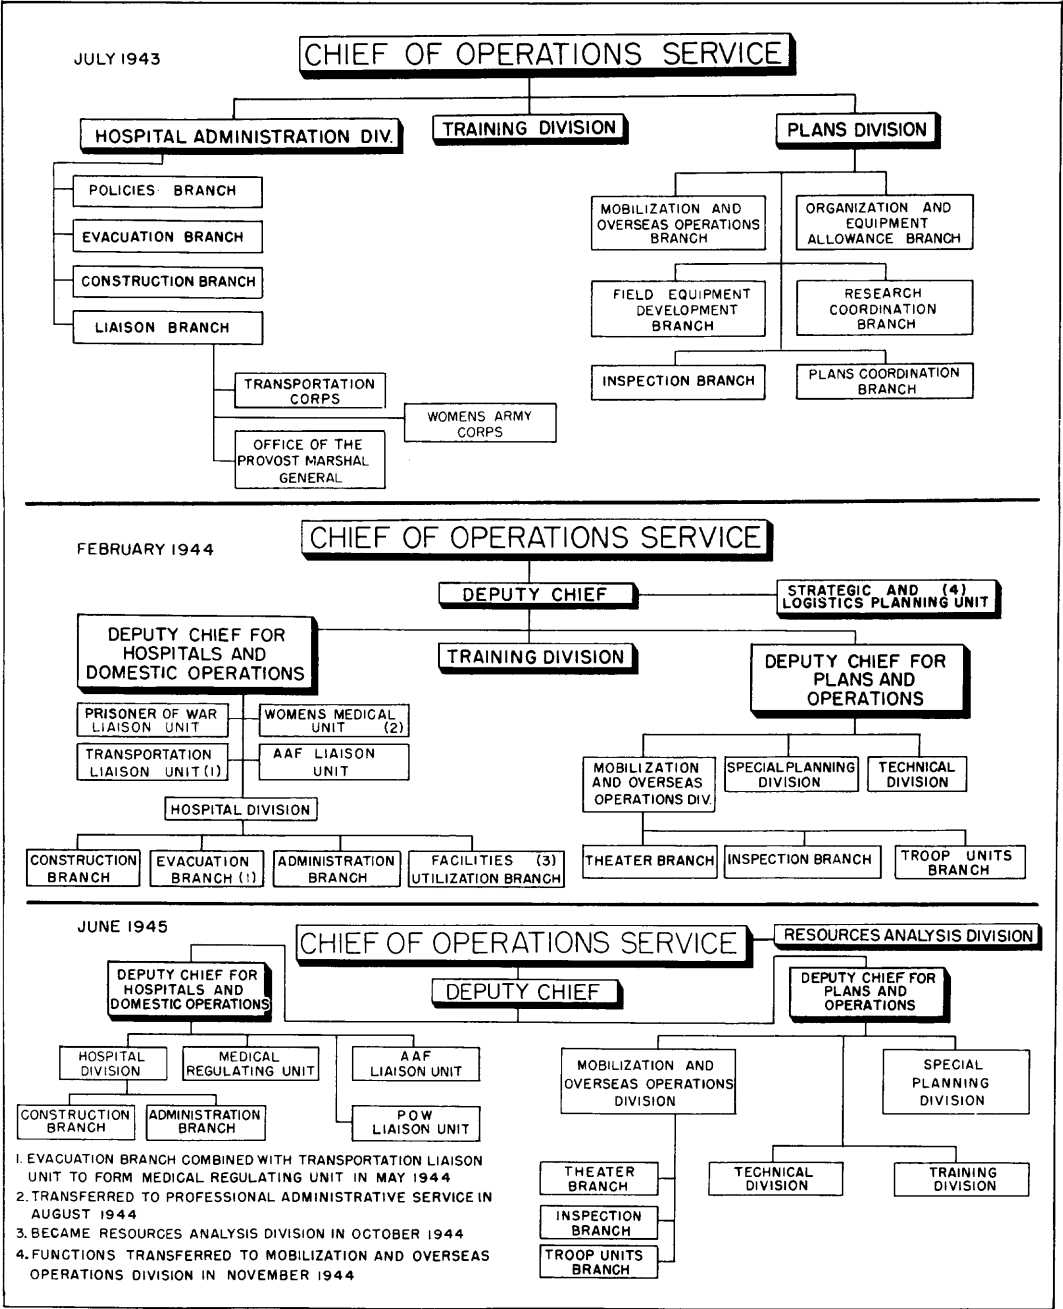 JULY 1943
CHIEF OF OPERATIONS SERVICE
HOSPITAL ADMINISTRATION DIV.
TRAINING DIVISION
PLANS DIVISION
POLICIES BRANCH
EVACUATION BRANCH
CONSTRUCTION BRANCH
LIAISON BRANCH
TRANSPORTATION
CORPS
WOMENS ARMY
CORPS
OFFICE OF THE
PROVOST MARSHAL
GENERAL
MOBILIZATION AND
OVERSEAS OPERATIONS
BRANCH
ORGANIZATION AND
EQUIPMENT
ALLOWANCE BRANCH
FIELD EQUIPMENT
DEVELOPMENT
BRANCH
RESEARCH
COORDINATION
BRANCH
INSPECTION BRANCH
PLANS COORDINATION
BRANCH
FEBRUARY 1944
CHIEF OF OPERATIONS SERVICE
DEPUTY CHIEF
STRATEGIC AND (4)
LOGISTICS PLANNING UNIT
DEPUTY CHIEF FOR
HOSPITALS AND
DOMESTIC OPERATIONS
TRAINING DIVISION
DEPUTY CHIEF FOR
PLANS AND
OPERATIONS
PRISONER OF WAR
LIAISON UNIT
WOMENS MEDICAL
UNIT (2)
TRANSPORTATION
LIAISON UNIT (1)
AAF LIAISON
UNIT
HOSPITAL DIVISION
CONSTRUCTION
BRANCH
EVACUATION
BRANCH (1)
ADMINISTRATION
BRANCH
FACILITIES (3)
UTILIZATION BRANCH
MOBILIZATION
AND OVERSEAS
OPERATIONS DIV.
SPECIAL PLANNING
DIVISION
TECHNICAL
DIVISION
THEATER BRANCH
INSPECTION BRANCH
TROOP UNITS
BRANCH
JUNE 1945
CHIEF OF OPERATIONS SERVICE
RESOURCES ANALYSIS DIVISION
DEPUTY CHIEF FOR
HOSPITALS AND
DOMESTIC OPERATIONS
DEPUTY CHIEF
DEPUTY CHIEF FOR
PLANS AND
OPERATIONS
HOSPITAL
DIVISION
MEDICAL
REGULATING UNIT
AAF
LIAISON UNIT
CONSTRUCTION
BRANCH
ADMINISTRATION
BRANCH
POW
LIAISON UNIT
MOBILIZATION AND
OVERSEAS OPERATIONS
DIVISION
SPECIAL
PLANNING
DIVISION
THEATER
BRANCH
INSPECTION
BRANCH
TROOP UNITS
BRANCH
TECHNICAL
DIVISION
TRAINING
DIVISION
1. EVACUATION BRANCH COMBINED WITH TRANSPORTATION LIAISON
UNIT TO FORM MEDICAL REGULATING UNIT IN MAY 1944
2. TRANSFERRED TO PROFESSIONAL ADMINISTRATIVE SERVICE IN
AUGUST 1944
3. BECAME RESOURCES ANALYSIS DIVISION IN OCTOBER 1944
4. FUNCTIONS TRANSFERRED TO MOBILIZATION AND OVERSEAS
OPERATIONS DIVISION IN NOVEMBER 1944